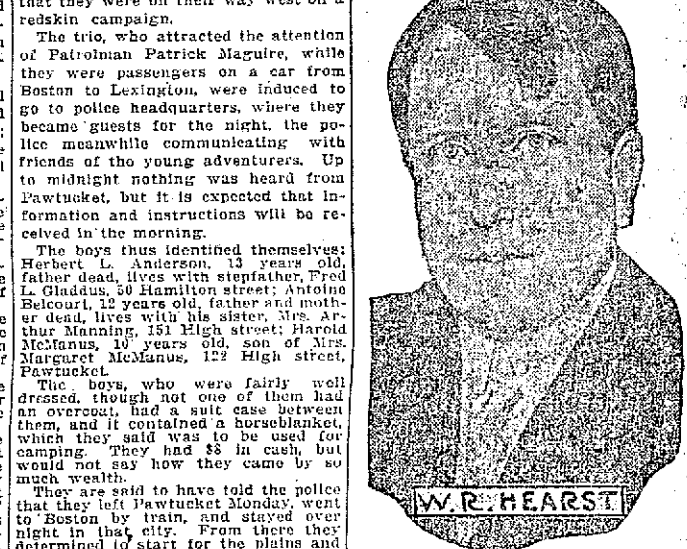 that they were on their way west on a
redskin campaign.
The trio, who attracted the attention
of Patrolman Patrick Maguire, while
they were passengers on a car from
Boston to Lexington, were induced to
go to police headquarters, where they
became guests for the night, the po-
lice meanwhile communicating with
friends of the young adventurers. Up
to midnight nothing was heard from
Pawtucket, but it is expected that in-
formation and instructions will be re-
ceived in the morning.
The boys thus identified themselves:
Herbert L. Anderson, 13 years old,
father dead, lives with stepfather, Fred
L. Gladdus, 50 Hamilton street; Antoine
Belcourt, 12 years old, father and moth-
er dead, lives with his sister, Mrs. Ar-
thur Manning, 151 High street; Harold
McManus, 10 years old, son of Mrs.
Margaret McManus, 122 High street,
Pawtucket.
The boys, who were fairly well
dressed, though not one of them had
an overcoat, had a suit case between
them, and it contained a horseblanket,
which they said was to be used for
camping. They had $8 in cash, but
would not say how they came by so
much wealth.
They are said to have told the police
that they left Pawtucket Monday, went
to Boston by train, and stayed over
night in that city. From there they
determined to start for the plains and
W. R. HEARST